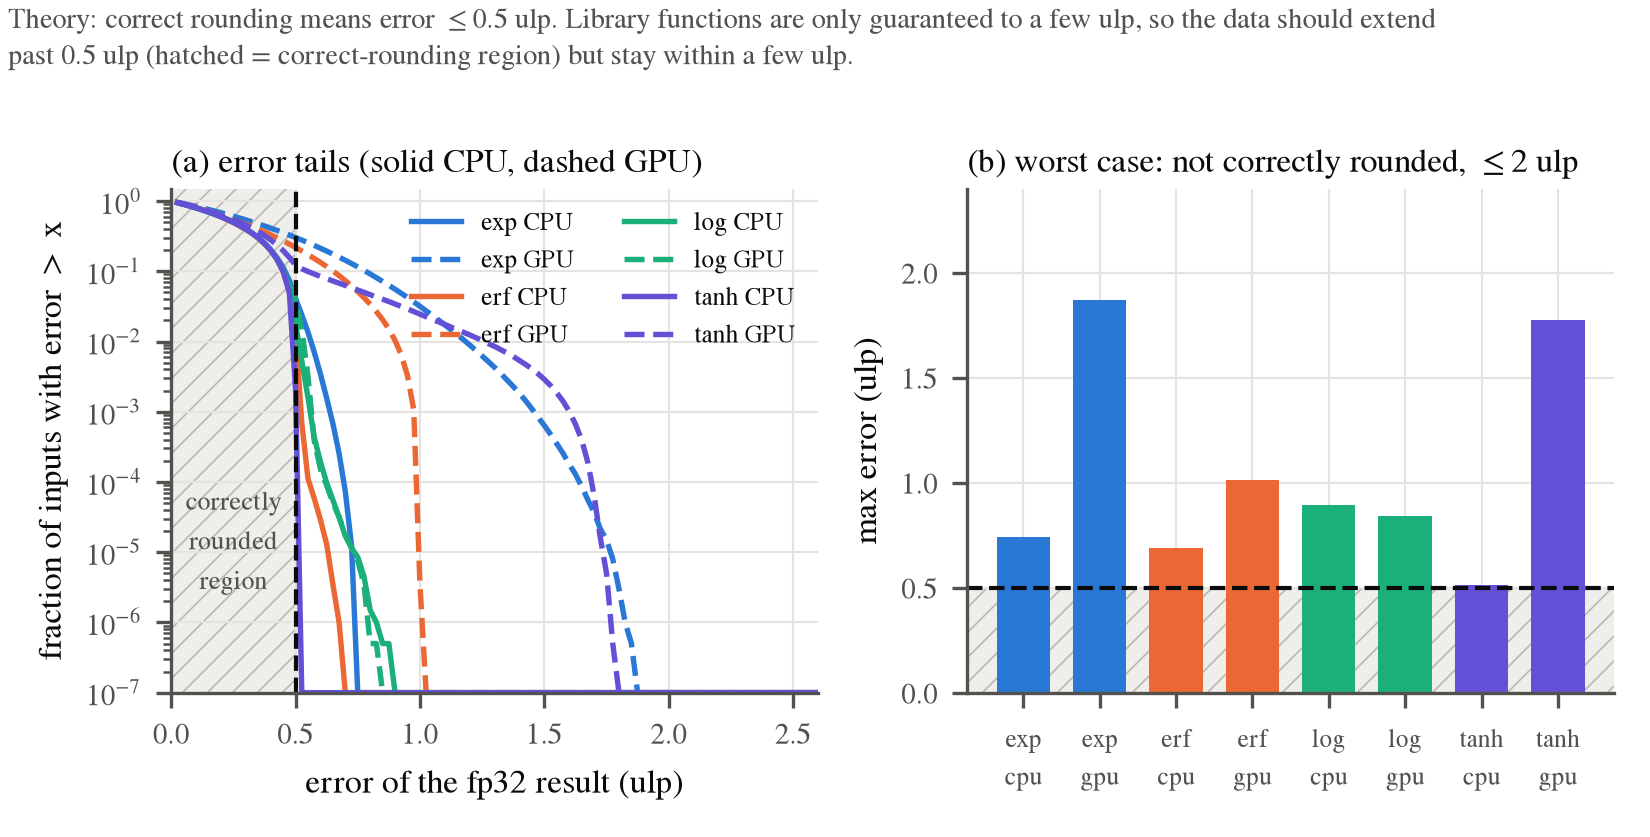 Theory: correct rounding means error ≤ 0.5 ulp. Library functions are only guaranteed to a few ulp, so the data should extend
past 0.5 ulp (hatched = correct-rounding region) but stay within a few ulp.
(a) error tails (solid CPU, dashed GPU)
fraction of inputs with error > x
10⁰
10⁻¹
10⁻²
10⁻³
10⁻⁴
10⁻⁵
10⁻⁶
10⁻⁷
exp CPU
exp GPU
erf CPU
erf GPU
log CPU
log GPU
tanh CPU
tanh GPU
correctly
rounded
region
0.0 0.5 1.0 1.5 2.0 2.5
error of the fp32 result (ulp)
(b) worst case: not correctly rounded, ≤ 2 ulp
max error (ulp)
2.0
1.5
1.0
0.5
0.0
exp exp erf erf log log tanh tanh
cpu gpu cpu gpu cpu gpu cpu gpu